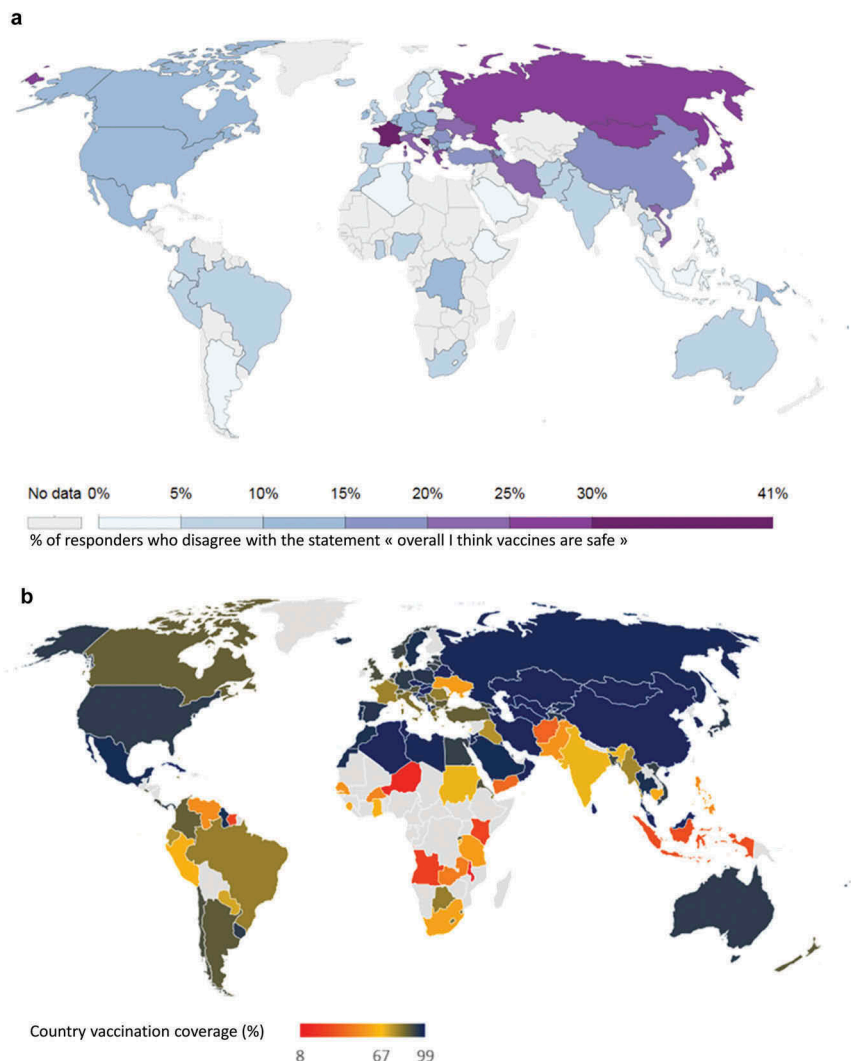 a
No data 0% 5% 10% 15% 20% 25% 30% 41%
% of responders who disagree with the statement « overall I think vaccines are safe »
b
Country vaccination coverage (%)
8 67 99